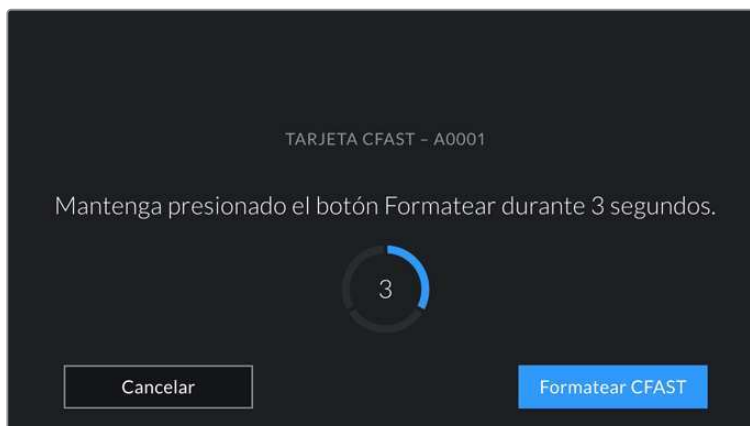 TARJETA CFAST – A0001
Mantenga presionado el botón Formatear durante 3 segundos.
3
Cancelar
Formatear CFAST